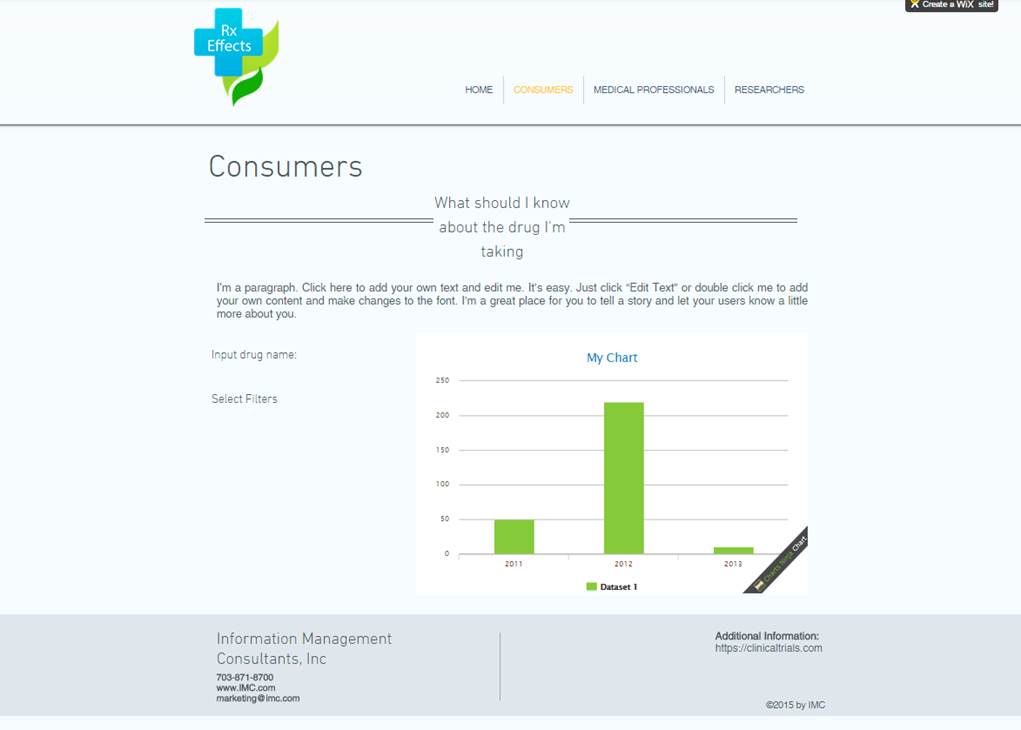 Create a WiX site!
Rx
Effects
HOME
CONSUMERS
MEDICAL PROFESSIONALS
RESEARCHERS
Consumers
What should I know
about the drug I'm
taking
I'm a paragraph. Click here to add your own text and edit me. It's easy. Just click “Edit Text” or double click me to add
your own content and make changes to the font. I'm a great place for you to tell a story and let your users know a little
more about you.
Input drug name:
Select Filters
My Chart
250
200
150
100
50
0
2011
2012
2013
Dataset 1
Charts Ninja Chart
Information Management
Consultants, Inc
703-871-8700
www.IMC.com
marketing@imc.com
Additional Information:
https://clinicaltrials.com
©2015 by IMC